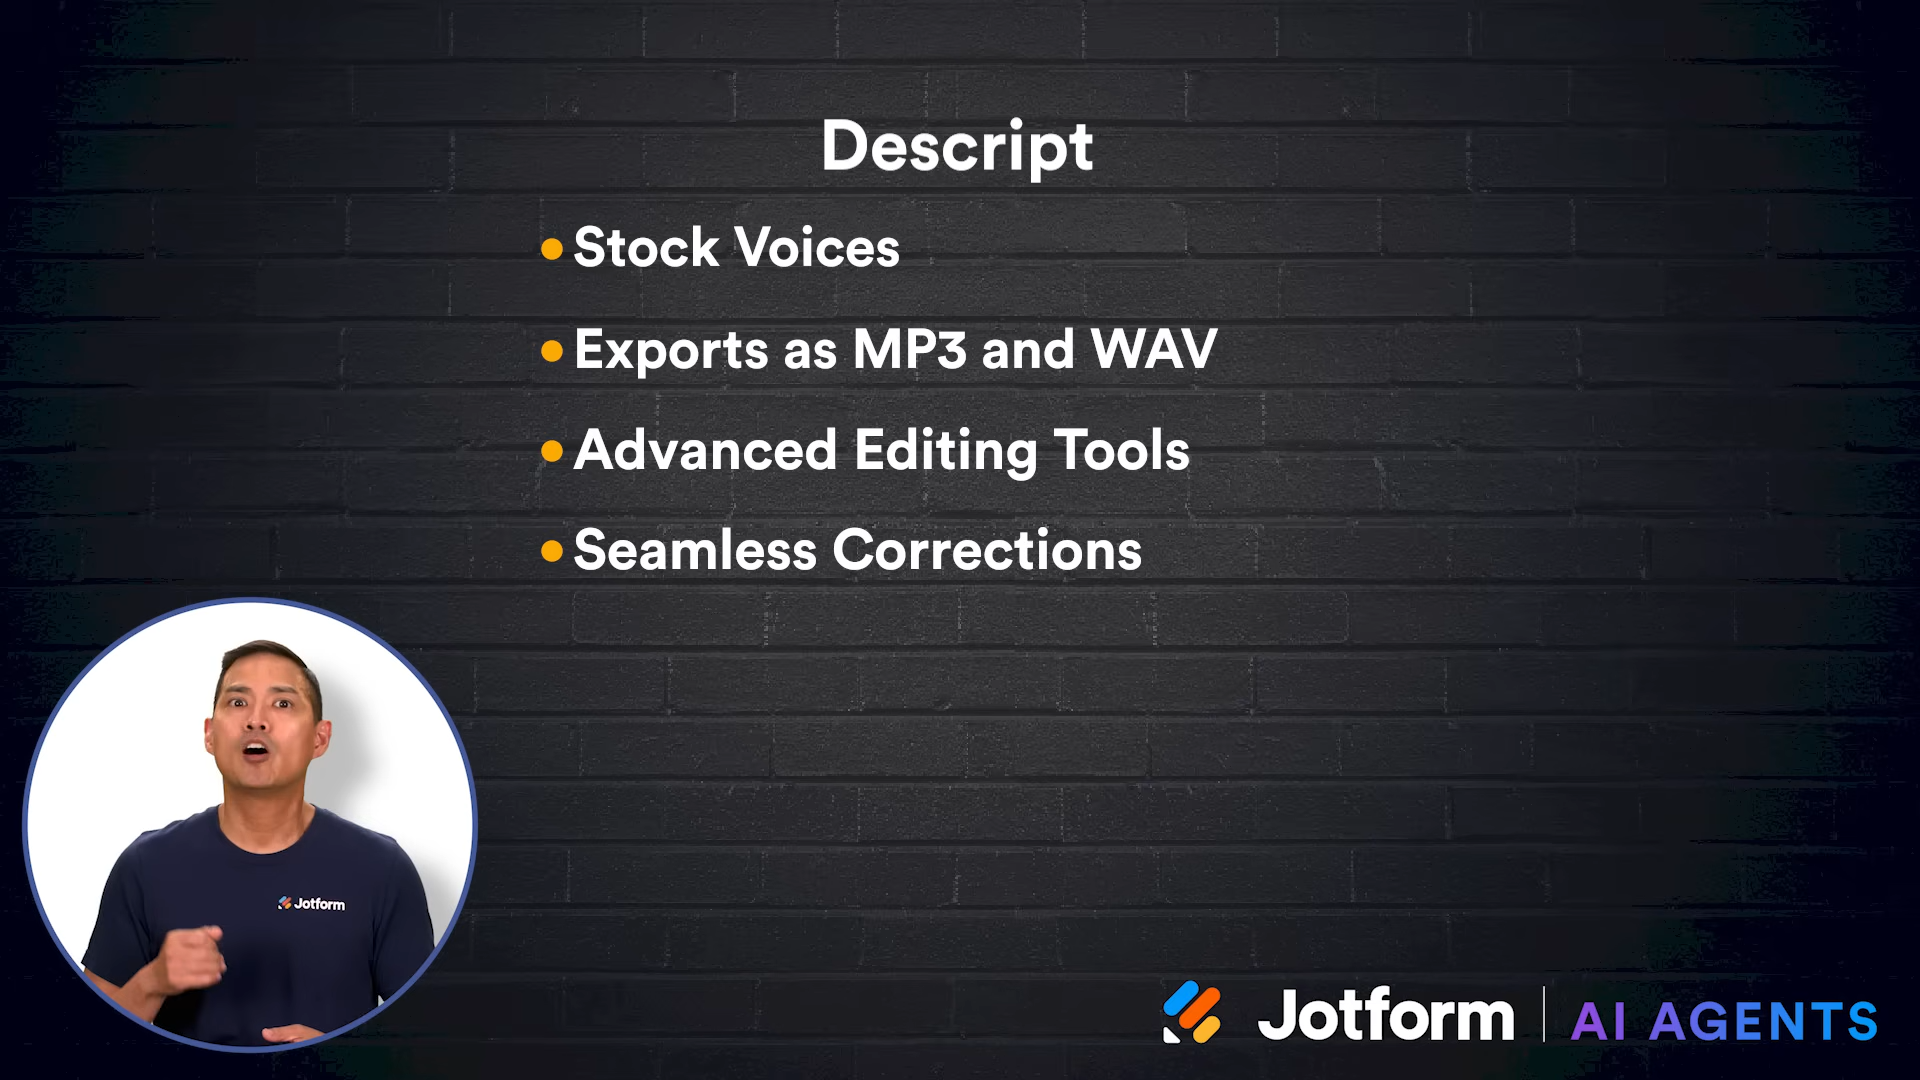 Descript
Stock Voices
Exports as MP3 and WAV
Advanced Editing Tools
Seamless Corrections
Jotform
Jotform | AI AGENTS